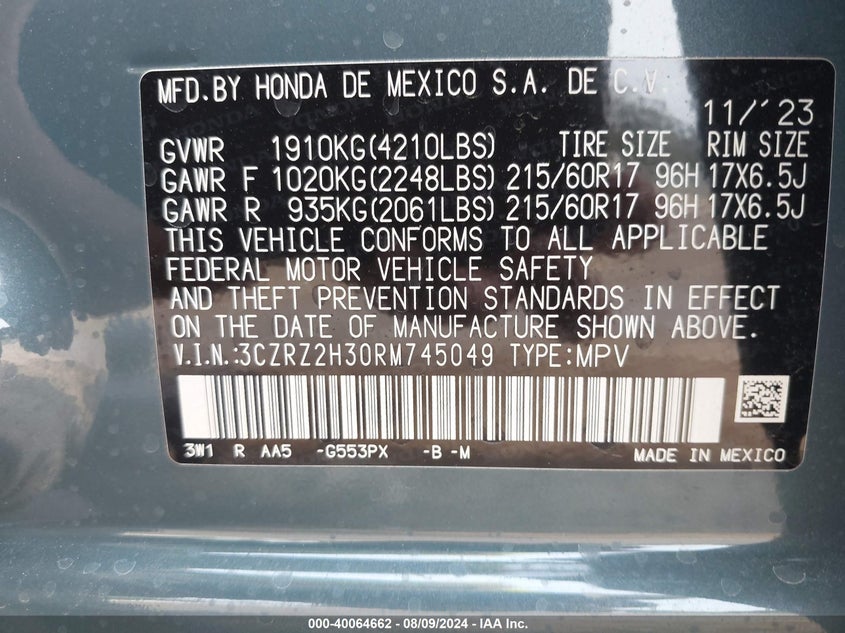 MFD. BY HONDA DE MEXICO S.A. DE C.V.
11/'23
GVWR 1910KG(4210LBS) TIRE SIZE RIM SIZE
GAWR F 1020KG(2248LBS) 215/60R17 96H 17X6.5J
GAWR R 935KG(2061LBS) 215/60R17 96H 17X6.5J
THIS VEHICLE CONFORMS TO ALL APPLICABLE
FEDERAL MOTOR VEHICLE SAFETY
AND THEFT PREVENTION STANDARDS IN EFFECT
ON THE DATE OF MANUFACTURE SHOWN ABOVE.
V.I.N.:3CZRZ2H30RM745049 TYPE:MPV
3W1 R AA5 -G553PX -B -M MADE IN MEXICO
000-40064662 - 08/09/2024 - IAA Inc.